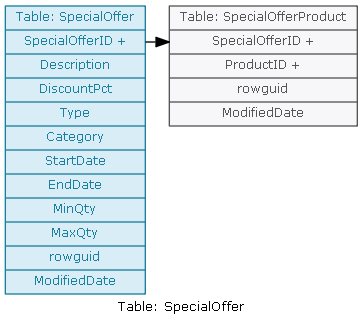 Table: SpecialOffer
SpecialOfferID +
Description
DiscountPct
Type
Category
StartDate
EndDate
MinQty
MaxQty
rowguid
ModifiedDate
Table: SpecialOfferProduct
SpecialOfferID +
ProductID +
rowguid
ModifiedDate
Table: SpecialOffer